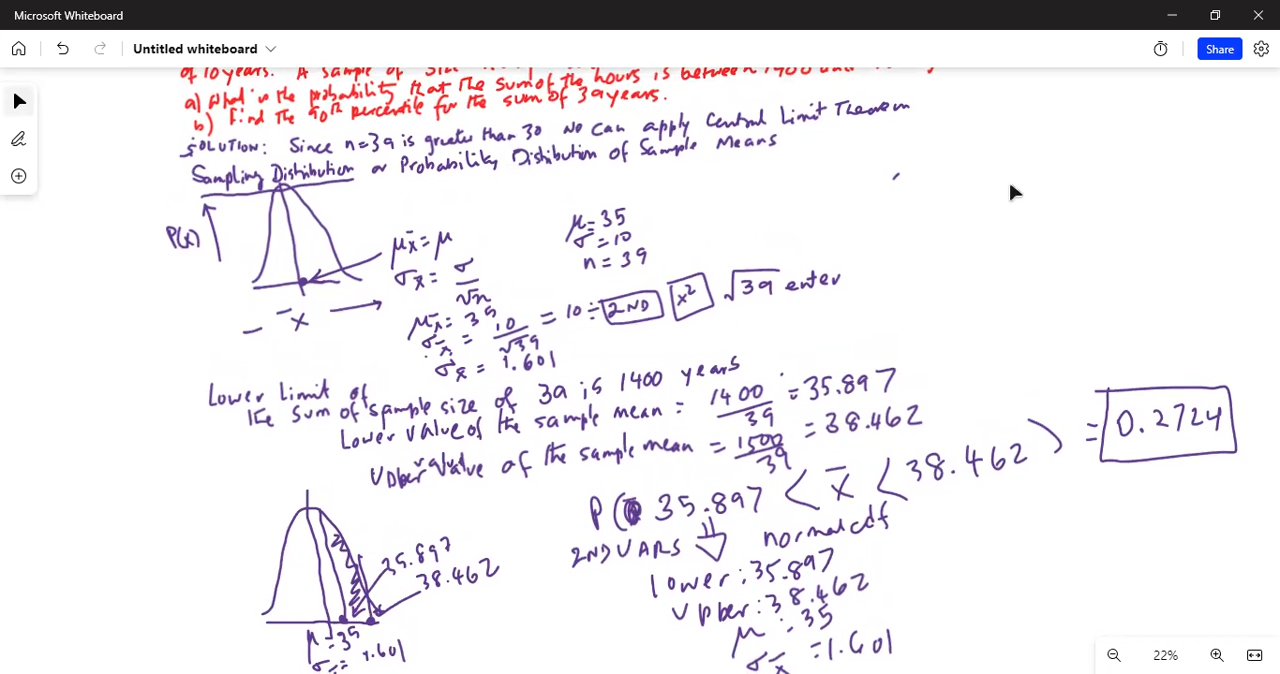 Microsoft Whiteboard
Untitled whiteboard
Share
of 10 years. A sample of size
a) What is the probability that the sum of the hours is between 1400 and
b) Find the 90th percentile for the sum of 39 years.
SOLUTION: Since n=39 is greater than 30 we can apply Central Limit Theorem
Sampling Distribution or Probability Distibution of Sample Means
P(x)
x̄
μx̄ = μ
σx̄ = σ/√n
μ = 35
σ = 10
n = 39
μx̄ = 35
σx̄ = 10/√39 = 10 ÷ 2ND x² √39 enter
σx̄ = 1.601
Lower Limit of
the sum of sample size of 39 is 1400 years
Lower value of the sample mean = 1400/39 = 35.897
Upper value of the sample mean = 1500/39 = 38.462
P( 35.897 < x̄ < 38.462 ) = 0.2724
2ND VARS normalcdf
Lower: 35.897
Upper: 38.462
μ : 35
σx̄ = 1.601
35.897
38.462
μ = 35
σ = 1.601
22%